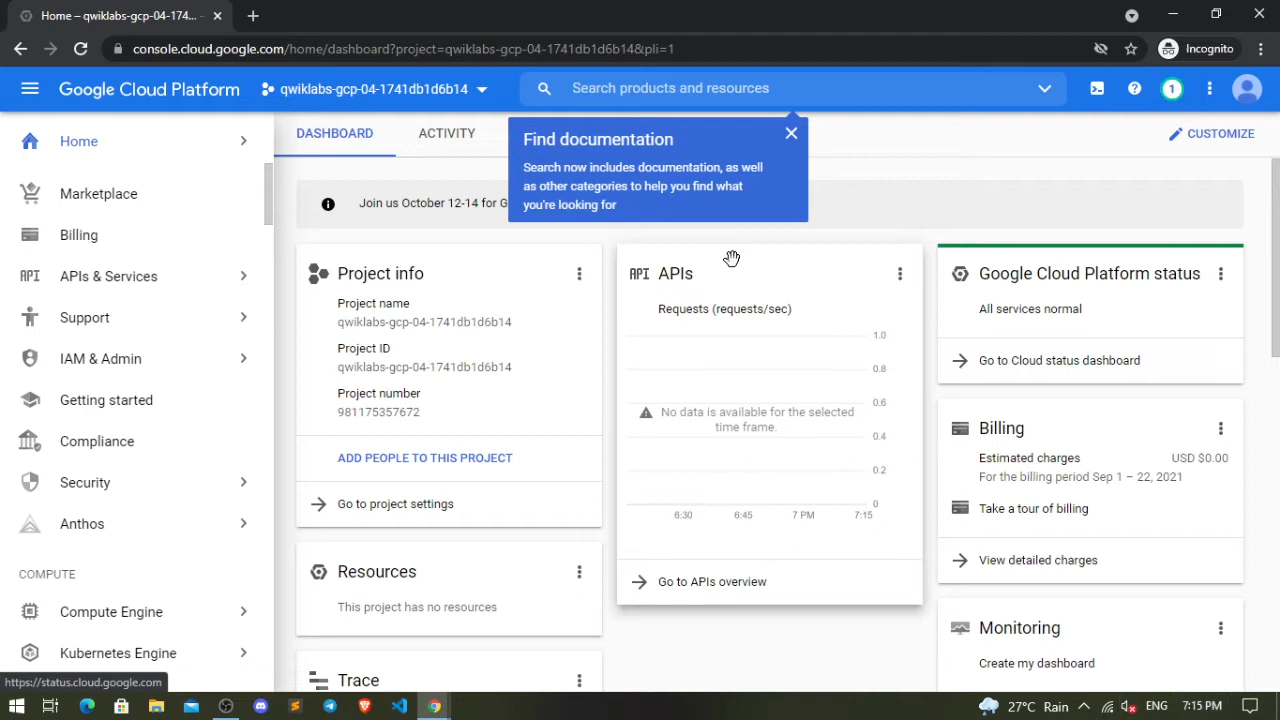 Home – qwiklabs-gcp-04-174...
console.cloud.google.com/home/dashboard?project=qwiklabs-gcp-04-1741db1d6b14&pli=1
Incognito
Google Cloud Platform
qwiklabs-gcp-04-1741db1d6b14
Search products and resources
1
Home
Marketplace
Billing
API APIs & Services
Support
IAM & Admin
Getting started
Compliance
Security
Anthos
COMPUTE
Compute Engine
Kubernetes Engine
https://status.cloud.google.com
DASHBOARD
ACTIVITY
CUSTOMIZE
Find documentation
Search now includes documentation, as well
as other categories to help you find what
you're looking for
Join us October 12-14 for G
Project info
Project name
qwiklabs-gcp-04-1741db1d6b14
Project ID
qwiklabs-gcp-04-1741db1d6b14
Project number
981175357672
ADD PEOPLE TO THIS PROJECT
Go to project settings
Resources
This project has no resources
Trace
API APIs
Requests (requests/sec)
1.0
0.8
0.6
No data is available for the selected
time frame.
0.4
0.2
0
6:30 6:45 7 PM 7:15
Go to APIs overview
Google Cloud Platform status
All services normal
Go to Cloud status dashboard
Billing
Estimated charges USD $0.00
For the billing period Sep 1 – 22, 2021
Take a tour of billing
View detailed charges
Monitoring
Create my dashboard
27°C Rain
ENG
7:15 PM